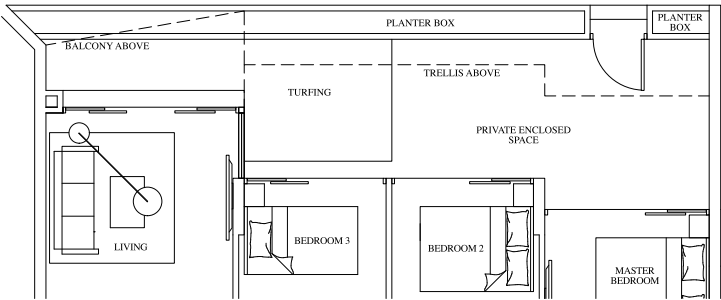 PLANTER BOX
PLANTER
BOX
BALCONY ABOVE
TRELLIS ABOVE
TURFING
PRIVATE ENCLOSED
SPACE
LIVING
BEDROOM 3
BEDROOM 2
MASTER
BEDROOM